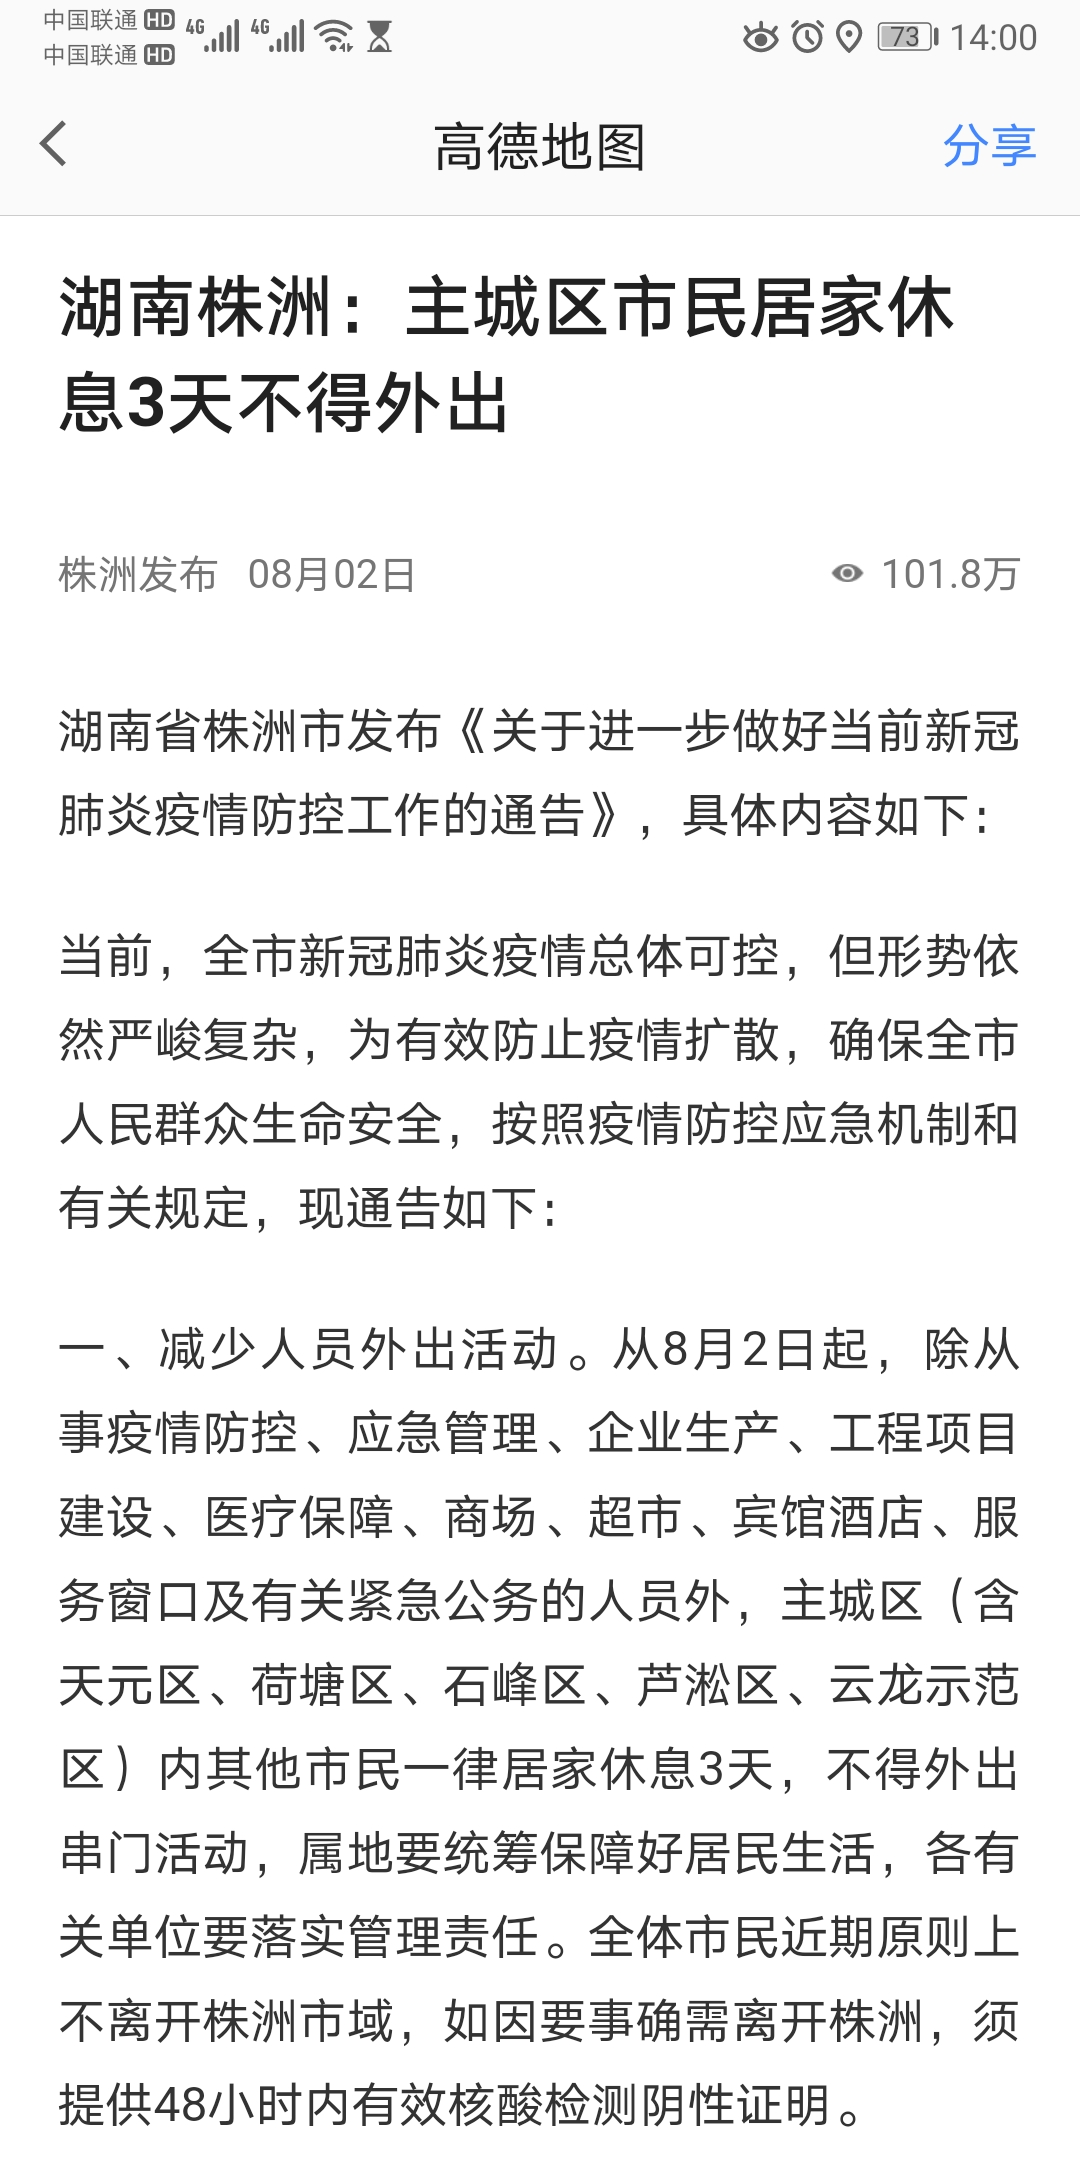 中国联通 HD 4G 4G 73 14:00
中国联通 HD
高德地图 分享
湖南株洲：主城区市民居家休
息3天不得外出
株洲发布 08月02日 101.8万
湖南省株洲市发布《关于进一步做好当前新冠
肺炎疫情防控工作的通告》，具体内容如下：
当前，全市新冠肺炎疫情总体可控，但形势依
然严峻复杂，为有效防止疫情扩散，确保全市
人民群众生命安全，按照疫情防控应急机制和
有关规定，现通告如下：
一、减少人员外出活动。从8月2日起，除从
事疫情防控、应急管理、企业生产、工程项目
建设、医疗保障、商场、超市、宾馆酒店、服
务窗口及有关紧急公务的人员外，主城区（含
天元区、荷塘区、石峰区、芦淞区、云龙示范
区）内其他市民一律居家休息3天，不得外出
串门活动，属地要统筹保障好居民生活，各有
关单位要落实管理责任。全体市民近期原则上
不离开株洲市域，如因要事确需离开株洲，须
提供48小时内有效核酸检测阴性证明。